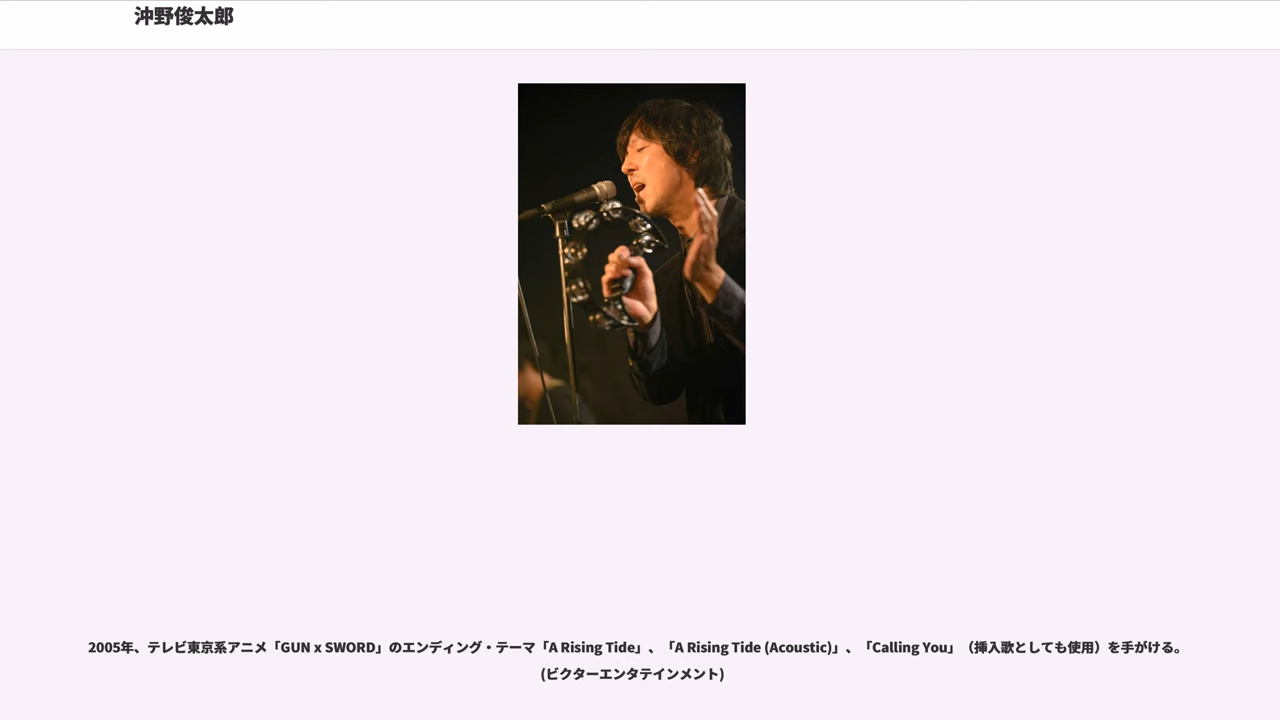 沖野俊太郎
2005年、テレビ東京系アニメ「GUN x SWORD」のエンディング・テーマ「A Rising Tide」、「A Rising Tide (Acoustic)」、「Calling You」（挿入歌としても使用）を手がける。
(ビクターエンタテインメント)